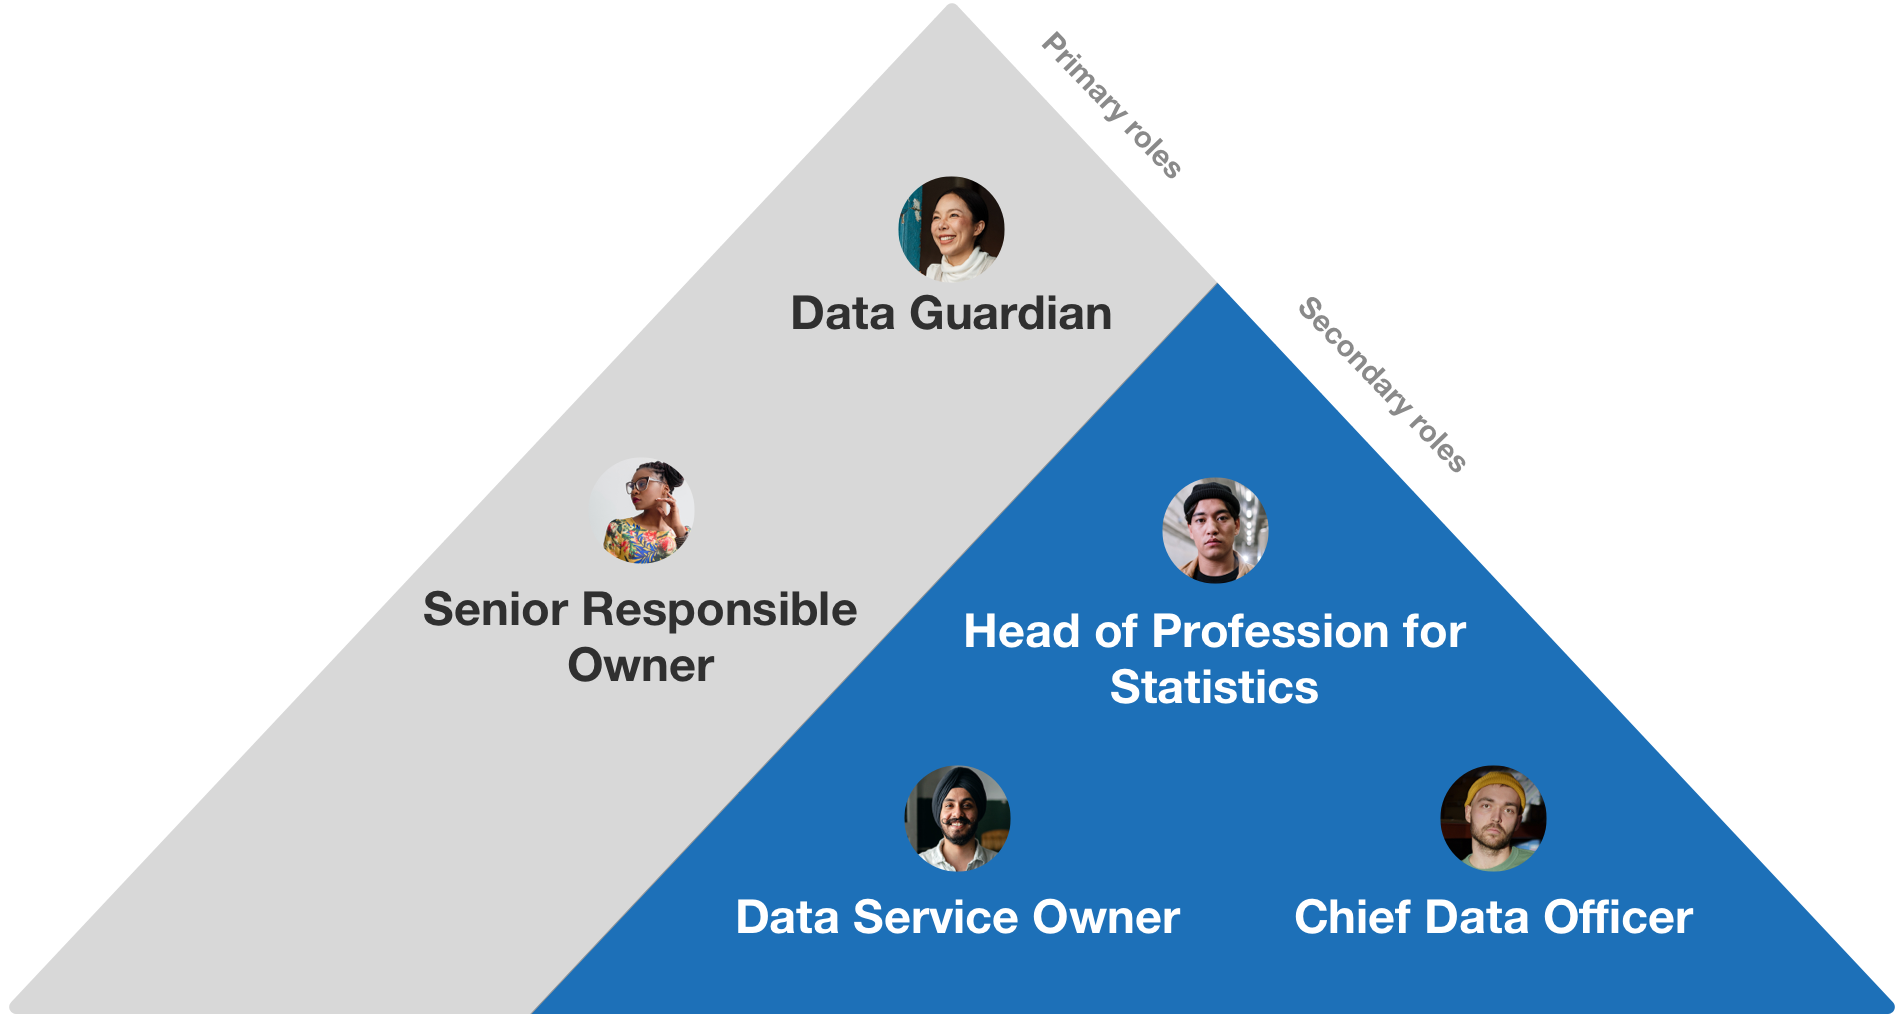 Primary roles
Data Guardian
Secondary roles
Senior Responsible
Owner
Head of Profession for
Statistics
Data Service Owner
Chief Data Officer